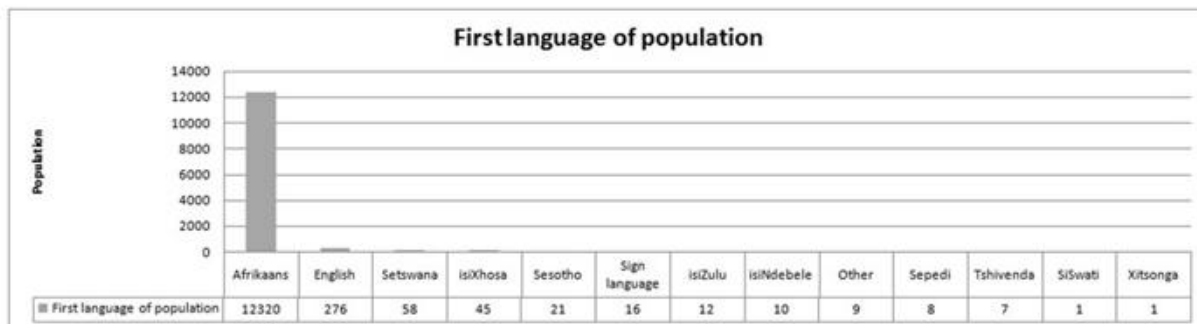 First language of population
Population
14000
12000
10000
8000
6000
4000
2000
0
Afrikaans English Setswana isiXhosa Sesotho Sign language isiZulu isiNdebele Other Sepedi Tshivenda SiSwati Xitsonga
First language of population 12320 276 58 45 21 16 12 10 9 8 7 1 1